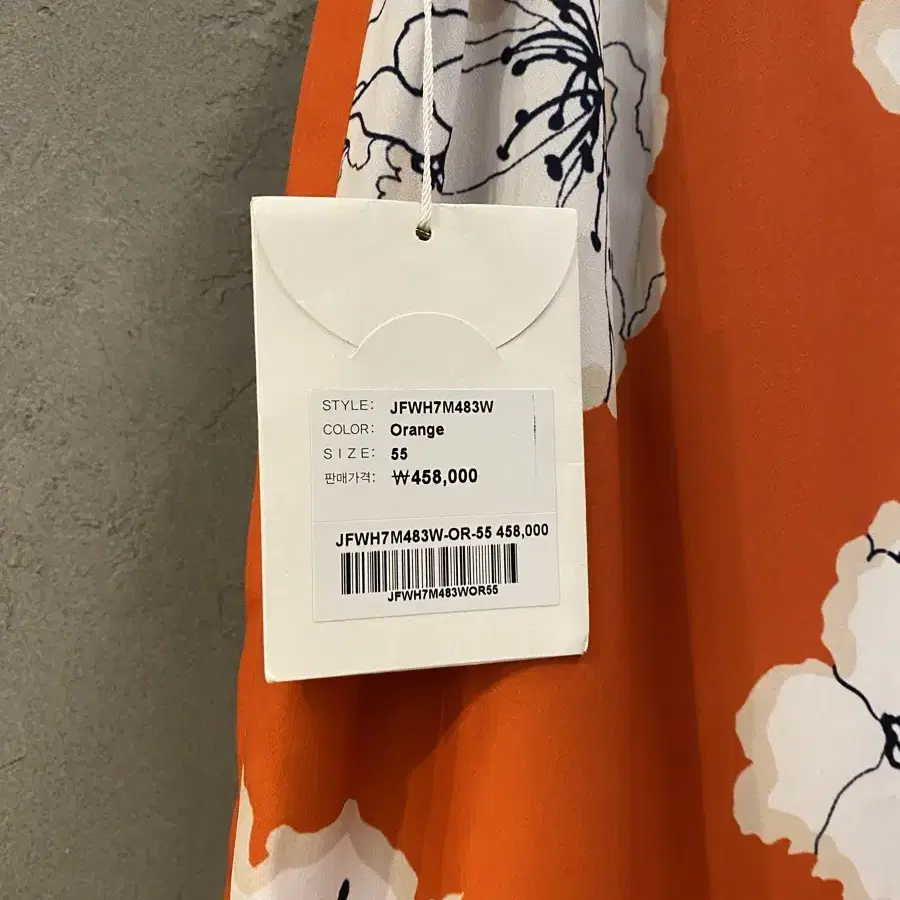 STYLE: JFWH7M483W
COLOR: Orange
SIZE: 55
판매가격: ₩458,000
JFWH7M483W-OR-55 458,000
JFWH7M483WOR55